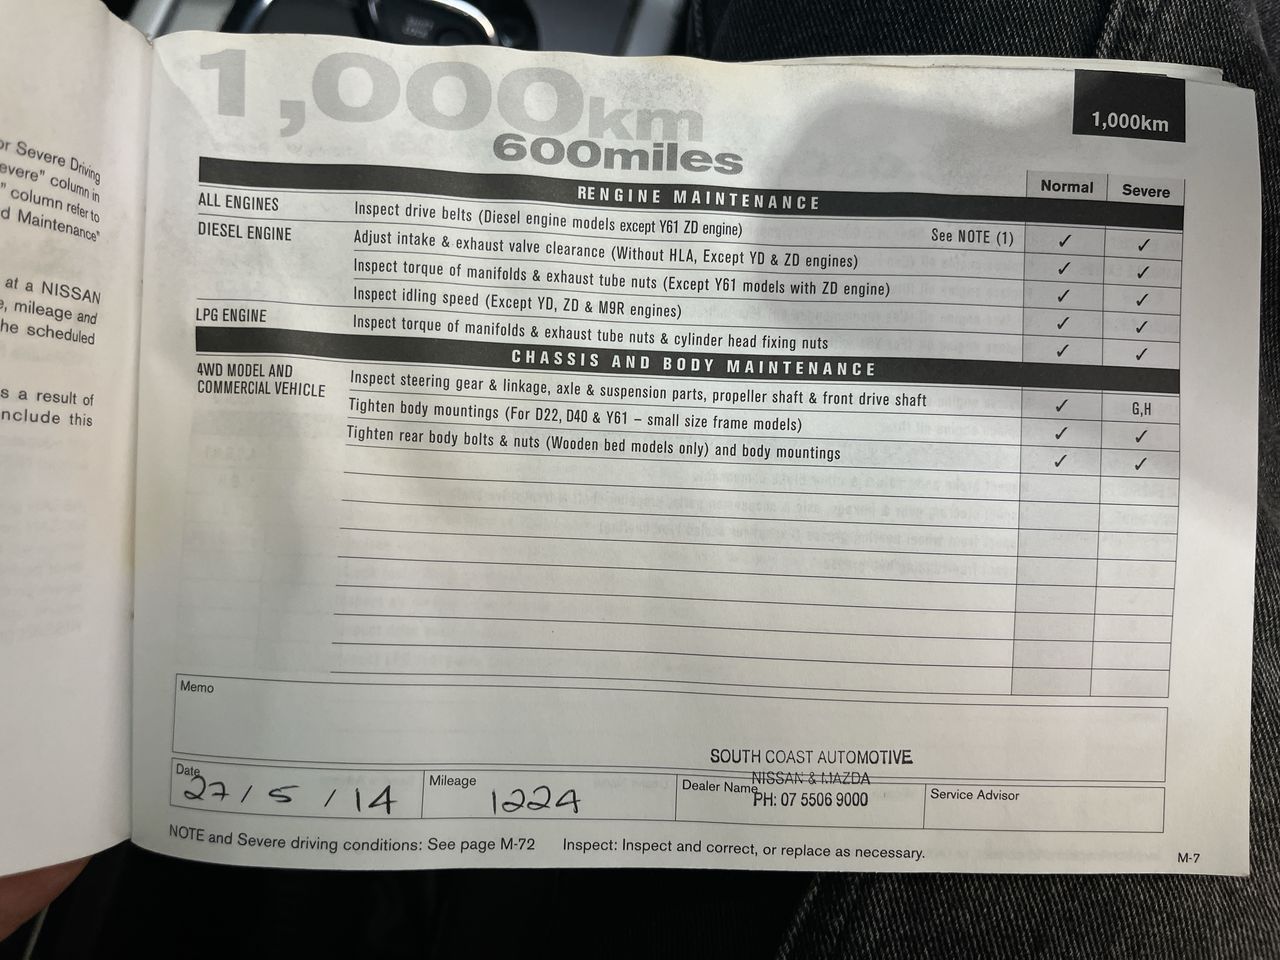 or Severe Driving
evere" column in
" column refer to
d Maintenance"
at a NISSAN
e, mileage and
he scheduled
s a result of
nclude this
1,000km
600miles
1,000km
RENGINE MAINTENANCE Normal Severe
ALL ENGINES Inspect drive belts (Diesel engine models except Y61 ZD engine) See NOTE (1) ✓ ✓
DIESEL ENGINE Adjust intake & exhaust valve clearance (Without HLA, Except YD & ZD engines) ✓ ✓
Inspect torque of manifolds & exhaust tube nuts (Except Y61 models with ZD engine) ✓ ✓
Inspect idling speed (Except YD, ZD & M9R engines) ✓ ✓
LPG ENGINE Inspect torque of manifolds & exhaust tube nuts & cylinder head fixing nuts ✓ ✓
CHASSIS AND BODY MAINTENANCE
4WD MODEL AND
COMMERCIAL VEHICLE
Inspect steering gear & linkage, axle & suspension parts, propeller shaft & front drive shaft ✓ G,H
Tighten body mountings (For D22, D40 & Y61 – small size frame models) ✓ ✓
Tighten rear body bolts & nuts (Wooden bed models only) and body mountings ✓ ✓
Memo
SOUTH COAST AUTOMOTIVE
NISSAN & MAZDA
PH: 07 5506 9000
Date 27/5/14 Mileage 1224 Dealer Name Service Advisor
NOTE and Severe driving conditions: See page M-72 Inspect: Inspect and correct, or replace as necessary.
M-7